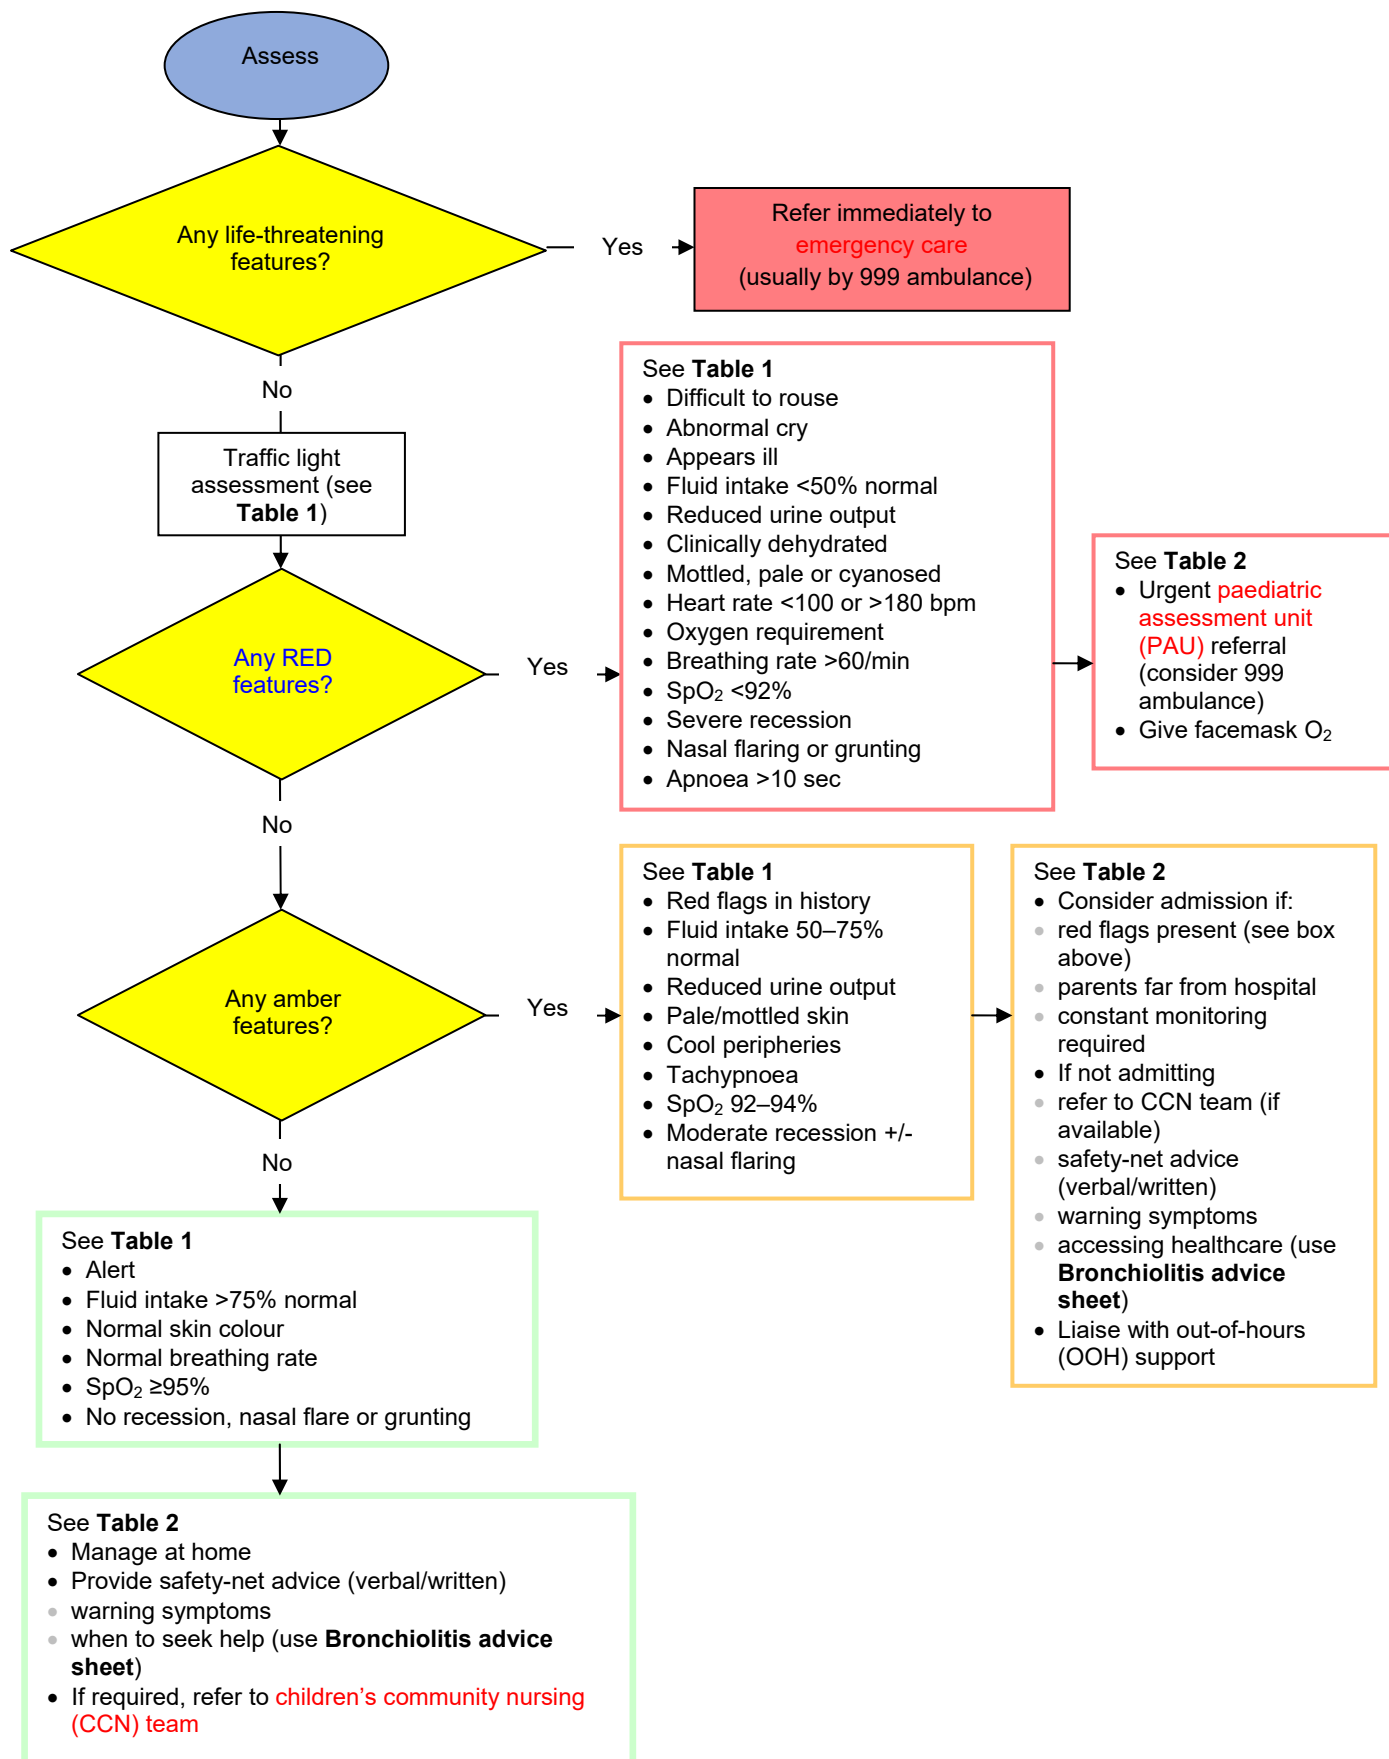 Assess
Any life-threatening
features?
Yes
Refer immediately to
emergency care
(usually by 999 ambulance)
No
Traffic light
assessment (see
Table 1)
Any RED
features?
Yes
See Table 1
• Difficult to rouse
• Abnormal cry
• Appears ill
• Fluid intake <50% normal
• Reduced urine output
• Clinically dehydrated
• Mottled, pale or cyanosed
• Heart rate <100 or >180 bpm
• Oxygen requirement
• Breathing rate >60/min
• SpO₂ <92%
• Severe recession
• Nasal flaring or grunting
• Apnoea >10 sec
See Table 2
• Urgent paediatric
assessment unit
(PAU) referral
(consider 999
ambulance)
• Give facemask O₂
No
Any amber
features?
Yes
See Table 1
• Red flags in history
• Fluid intake 50–75%
normal
• Reduced urine output
• Pale/mottled skin
• Cool peripheries
• Tachypnoea
• SpO₂ 92–94%
• Moderate recession +/-
nasal flaring
See Table 2
• Consider admission if:
• red flags present (see box
above)
• parents far from hospital
• constant monitoring
required
• If not admitting
• refer to CCN team (if
available)
• safety-net advice
(verbal/written)
• warning symptoms
• accessing healthcare (use
Bronchiolitis advice
sheet)
• Liaise with out-of-hours
(OOH) support
No
See Table 1
• Alert
• Fluid intake >75% normal
• Normal skin colour
• Normal breathing rate
• SpO₂ ≥95%
• No recession, nasal flare or grunting
See Table 2
• Manage at home
• Provide safety-net advice (verbal/written)
• warning symptoms
• when to seek help (use Bronchiolitis advice
sheet)
• If required, refer to children’s community nursing
(CCN) team